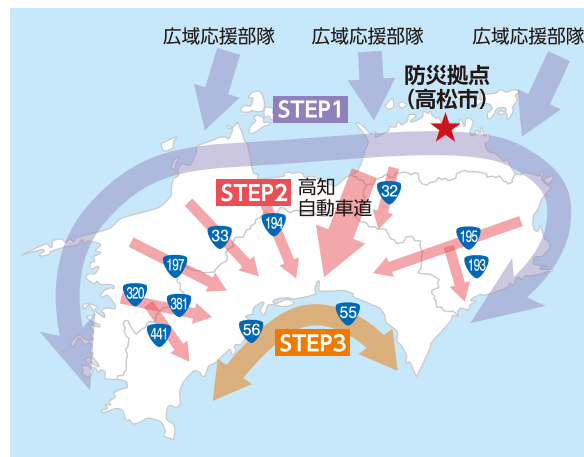 広域応援部隊
広域応援部隊
広域応援部隊
防災拠点
(高松市)
STEP1
STEP2
高知
自動車道
32
194
33
195
193
197
320
381
441
56
55
STEP3